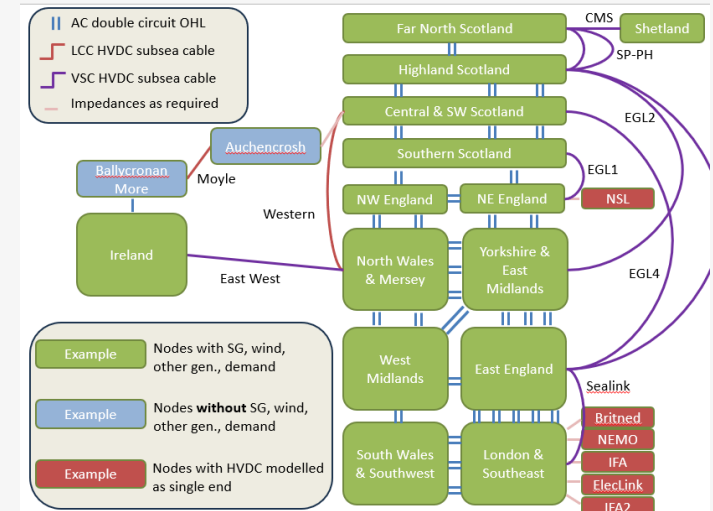 AC double circuit OHL
LCC HVDC subsea cable
VSC HVDC subsea cable
Impedances as required
Far North Scotland
CMS
Shetland
SP-PH
Highland Scotland
EGL2
Central & SW Scotland
Auchencrosh
Southern Scotland
EGL1
Ballycronan
More
Moyle
NW England
NE England
NSL
Western
Ireland
North Wales
& Mersey
Yorkshire &
East
Midlands
East West
EGL4
Example
Nodes with SG, wind,
other gen., demand
West
Midlands
East England
Sealink
Example
Nodes without SG, wind,
other gen., demand
Britned
NEMO
IFA
ElecLink
IFA2
South Wales
& Southwest
London &
Southeast
Example
Nodes with HVDC modelled
as single end